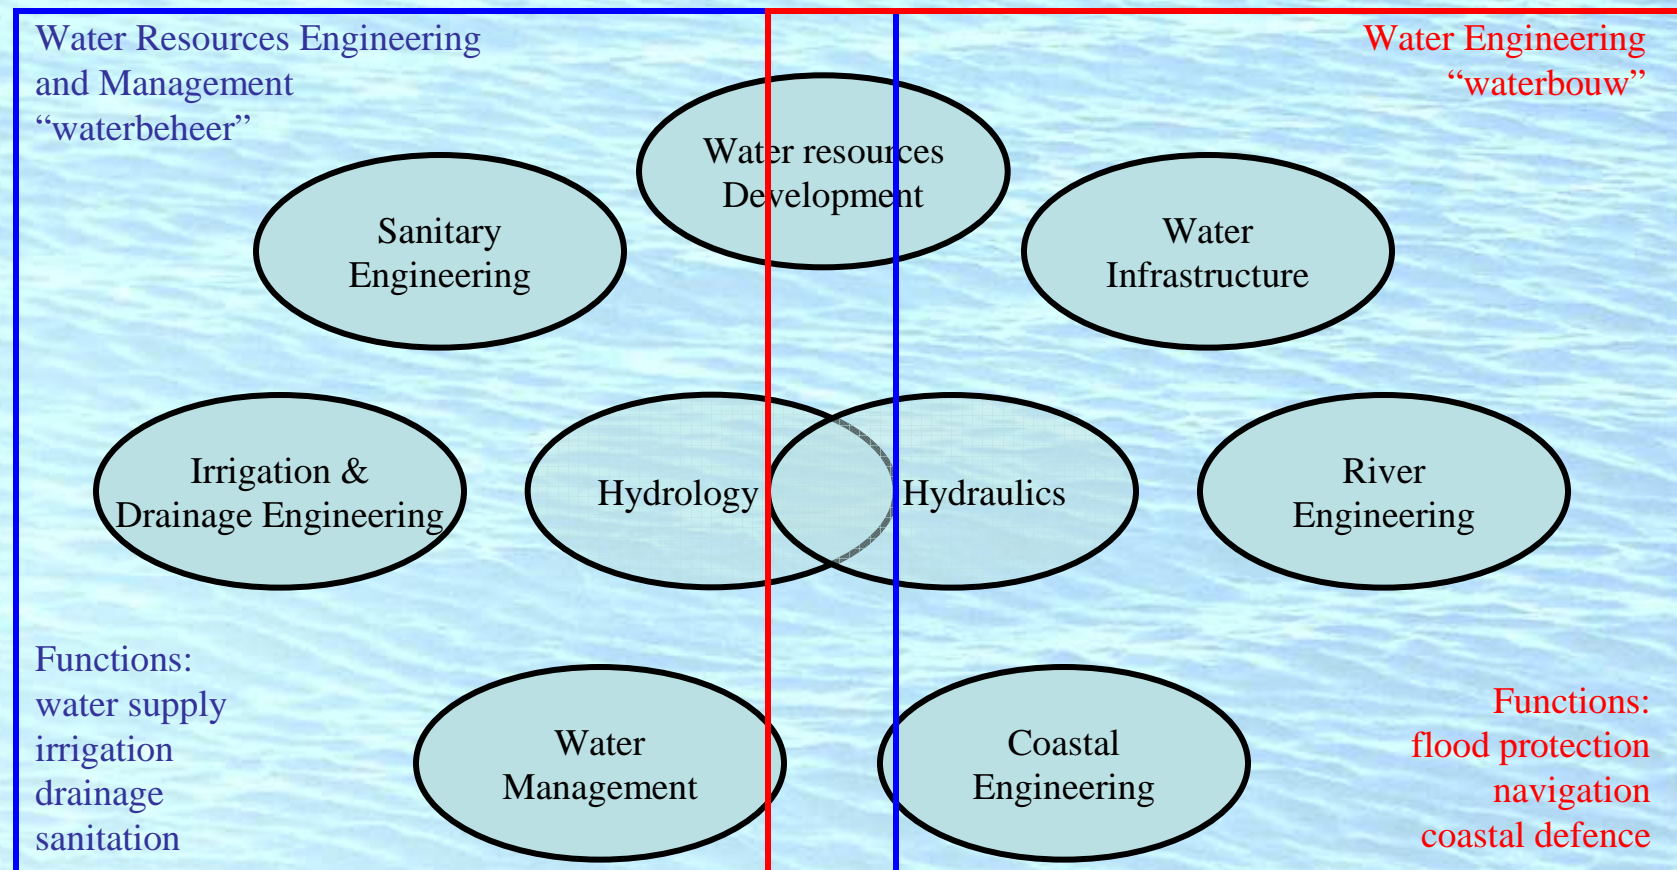 Water Resources Engineering
and Management
“waterbeheer”
Water Engineering
“waterbouw”
Water resources
Development
Sanitary
Engineering
Water
Infrastructure
Irrigation &
Drainage Engineering
Hydrology
Hydraulics
River
Engineering
Water
Management
Coastal
Engineering
Functions:
water supply
irrigation
drainage
sanitation
Functions:
flood protection
navigation
coastal defence